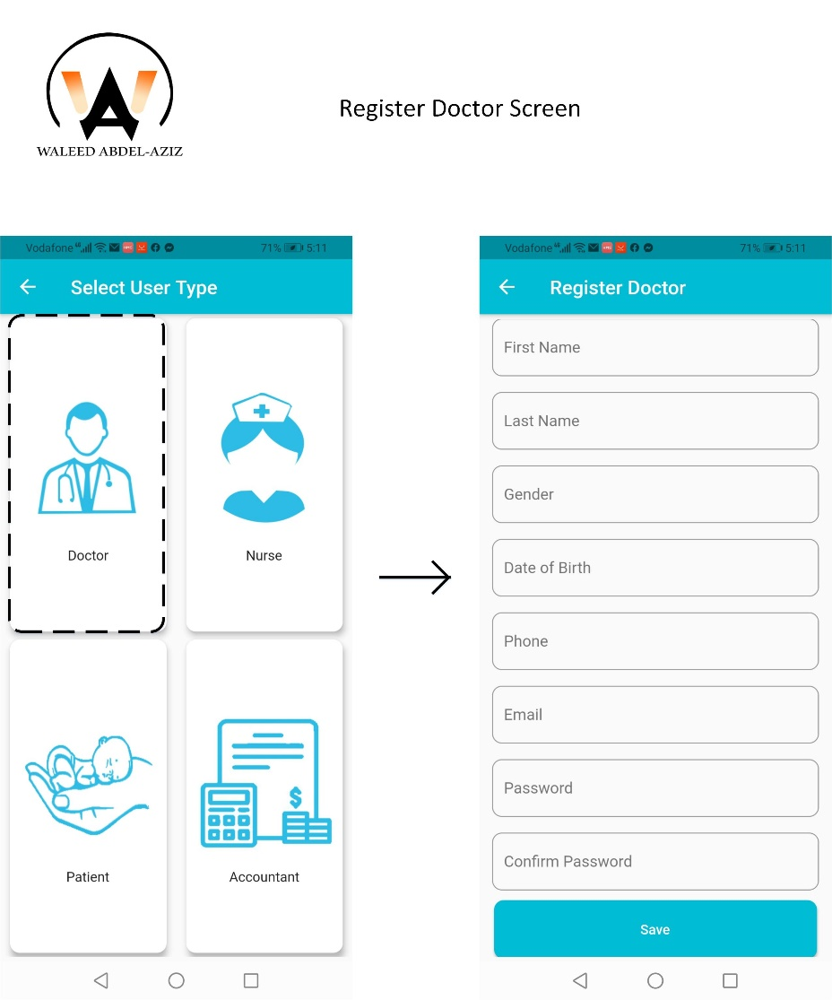 WALEED ABDEL-AZIZ
Register Doctor Screen
Vodafone 71% 5:11
Select User Type
Doctor
Nurse
Patient
Accountant
Vodafone 71% 5:11
Register Doctor
First Name
Last Name
Gender
Date of Birth
Phone
Email
Password
Confirm Password
Save